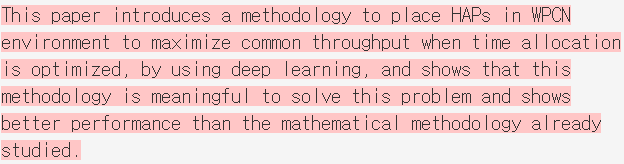 This paper introduces a methodology to place HAPs in WPCN
environment to maximize common throughput when time allocation
is optimized, by using deep learning, and shows that this
methodology is meaningful to solve this problem and shows
better performance than the mathematical methodology already
studied.